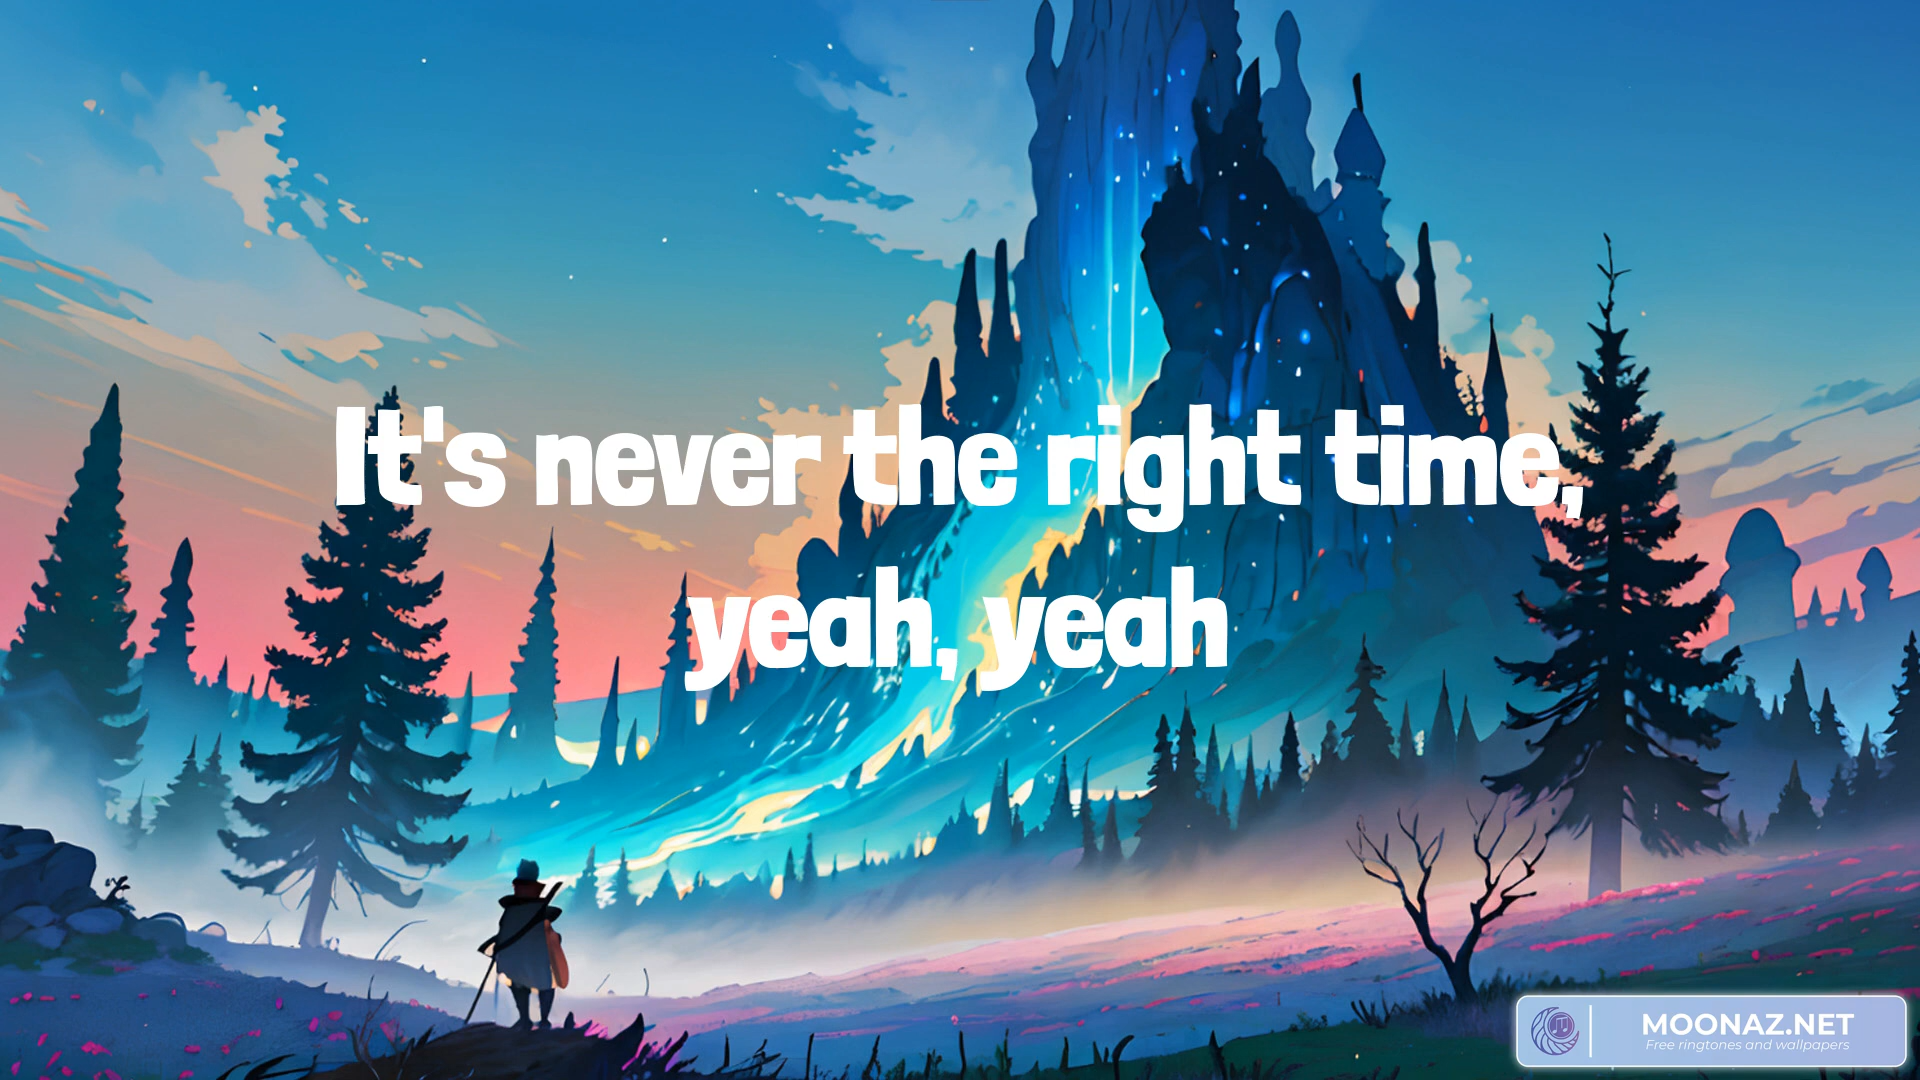 It's never the right time,
yeah, yeah
MOONAZ.NET
Free ringtones and wallpapers